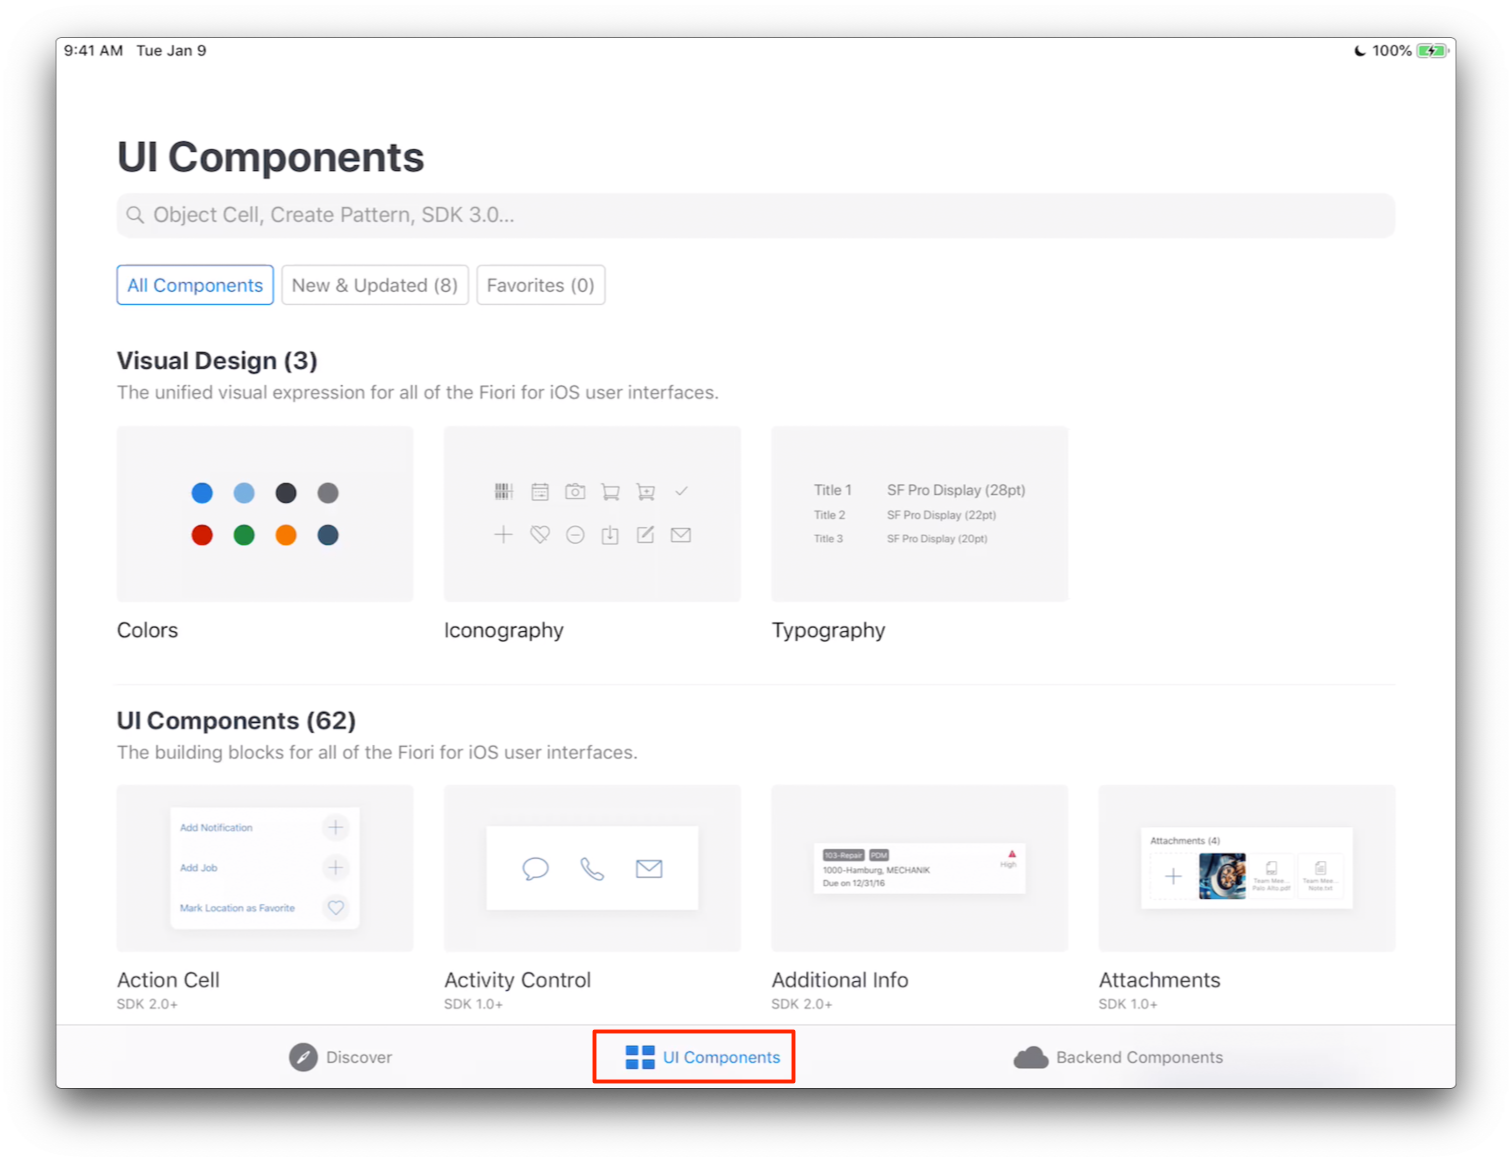 9:41 AM Tue Jan 9
100%
UI Components
Object Cell, Create Pattern, SDK 3.0...
All Components
New & Updated (8)
Favorites (0)
Visual Design (3)
The unified visual expression for all of the Fiori for iOS user interfaces.
Title 1 SF Pro Display (28pt)
Title 2 SF Pro Display (22pt)
Title 3 SF Pro Display (20pt)
Colors
Iconography
Typography
UI Components (62)
The building blocks for all of the Fiori for iOS user interfaces.
Add Notification
Add Job
Mark Location as Favorite
103-Repair PDM
1000-Hamburg, MECHANIK
Due on 12/31/16
High
Attachments (4)
Team Mee...
Palo Alto.pdf
Team Mee...
Note.txt
Action Cell
SDK 2.0+
Activity Control
SDK 1.0+
Additional Info
SDK 2.0+
Attachments
SDK 1.0+
Discover
UI Components
Backend Components